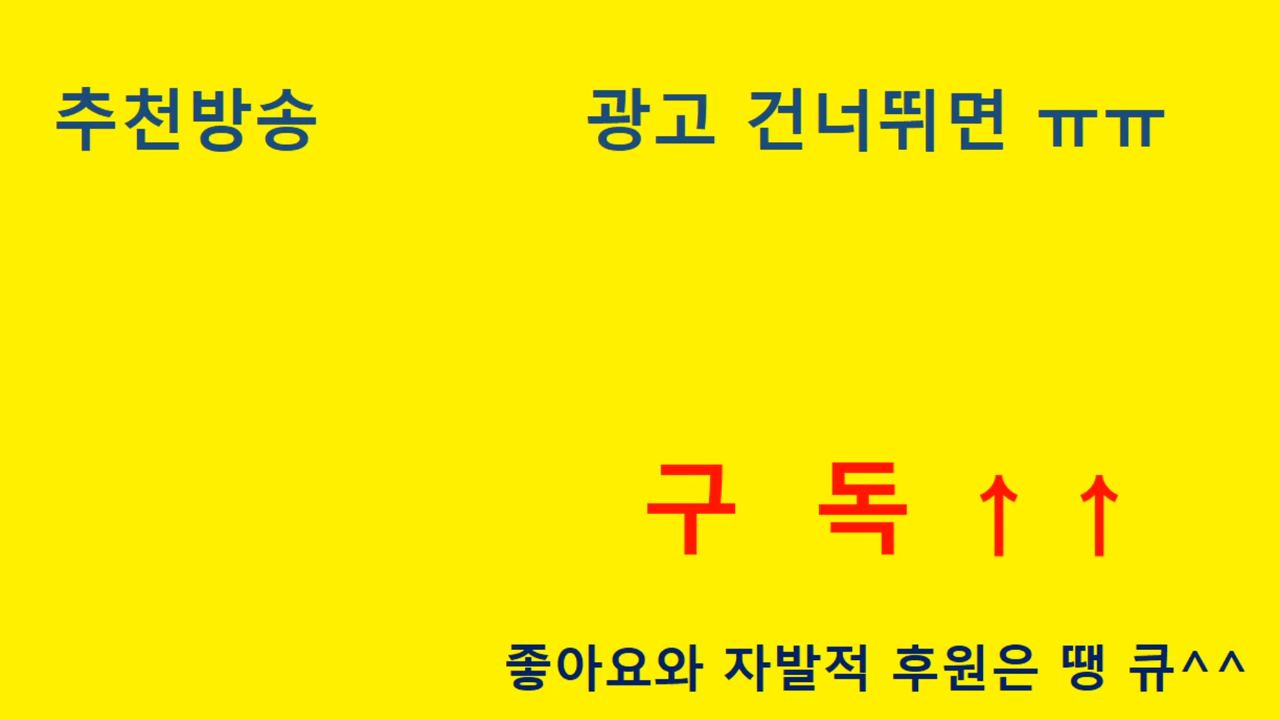 추천방송
광고 건너뛰면 ㅠㅠ
구 독 ↑ ↑
좋아요와 자발적 후원은 땡 큐^^